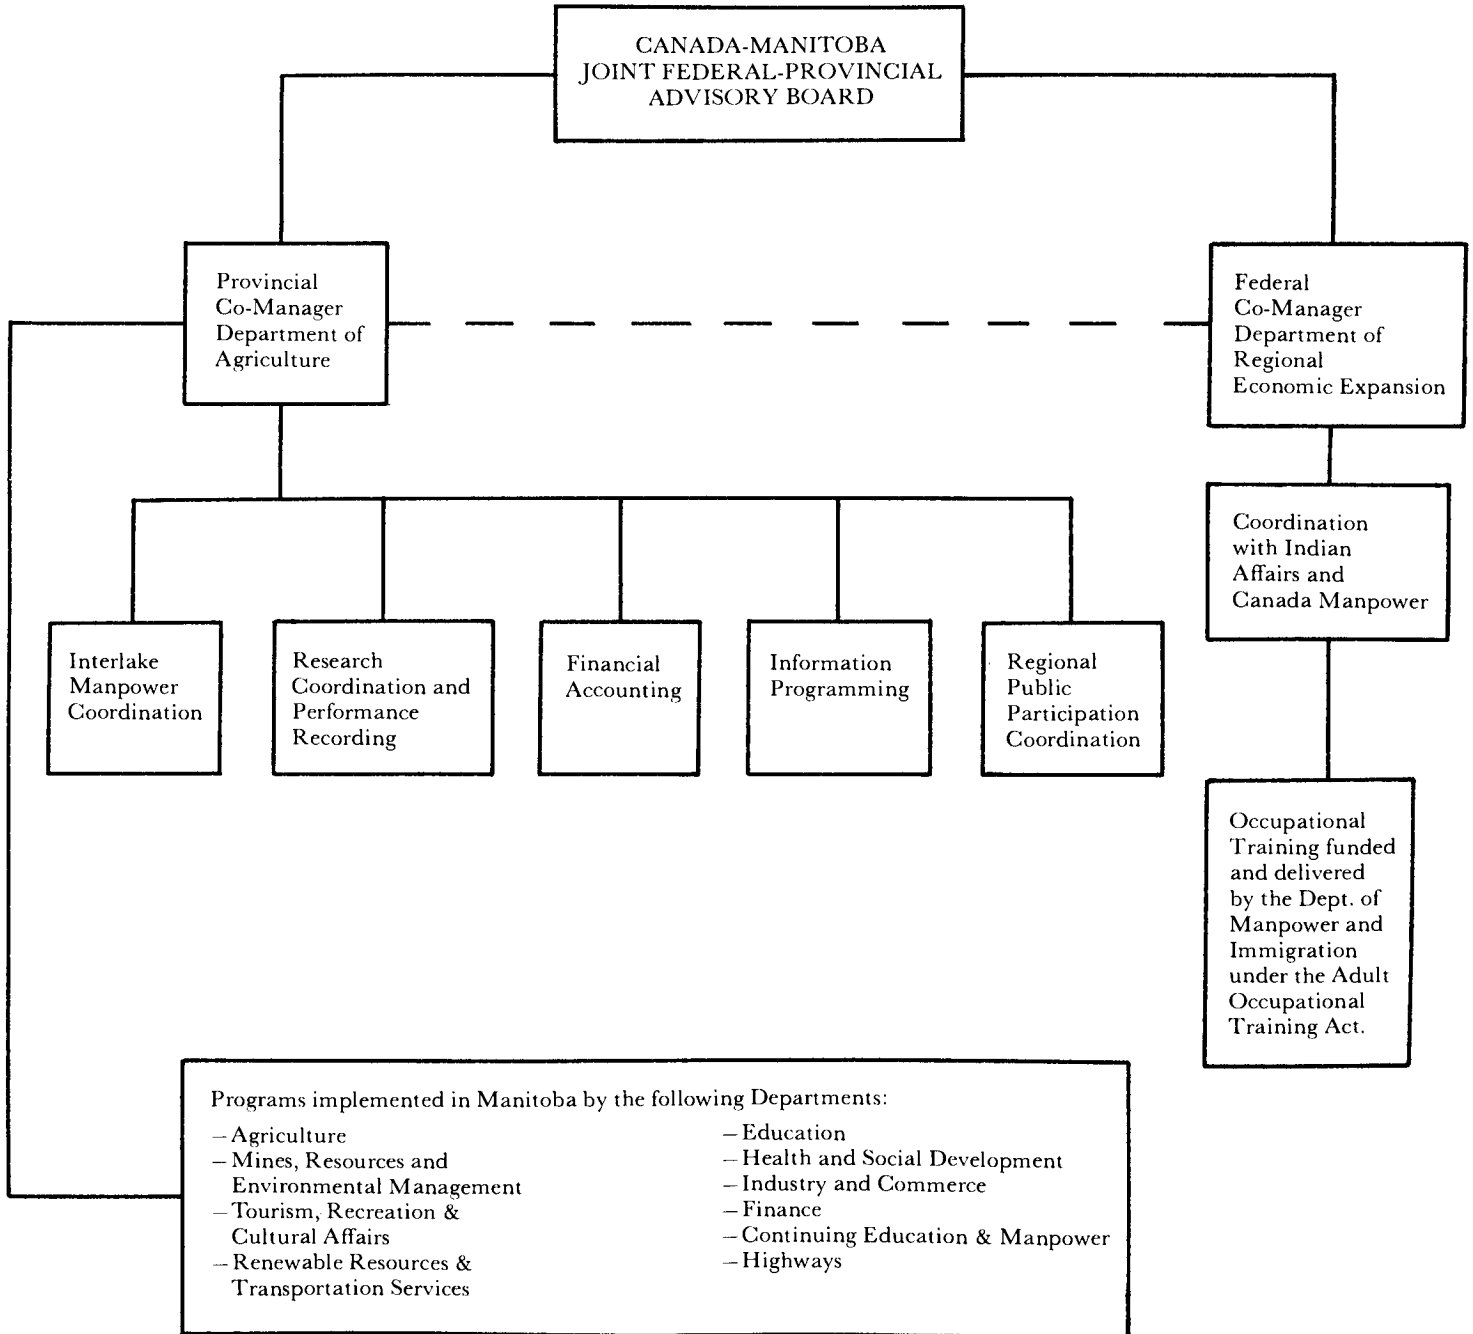 CANADA-MANITOBA
JOINT FEDERAL-PROVINCIAL
ADVISORY BOARD
Provincial
Co-Manager
Department of
Agriculture
Federal
Co-Manager
Department of
Regional
Economic Expansion
Coordination
with Indian
Affairs and
Canada Manpower
Interlake
Manpower
Coordination
Research
Coordination and
Performance
Recording
Financial
Accounting
Information
Programming
Regional
Public
Participation
Coordination
Occupational
Training funded
and delivered
by the Dept. of
Manpower and
Immigration
under the Adult
Occupational
Training Act.
Programs implemented in Manitoba by the following Departments:
– Agriculture
– Mines, Resources and
Environmental Management
– Tourism, Recreation &
Cultural Affairs
– Renewable Resources &
Transportation Services
– Education
– Health and Social Development
– Industry and Commerce
– Finance
– Continuing Education & Manpower
– Highways